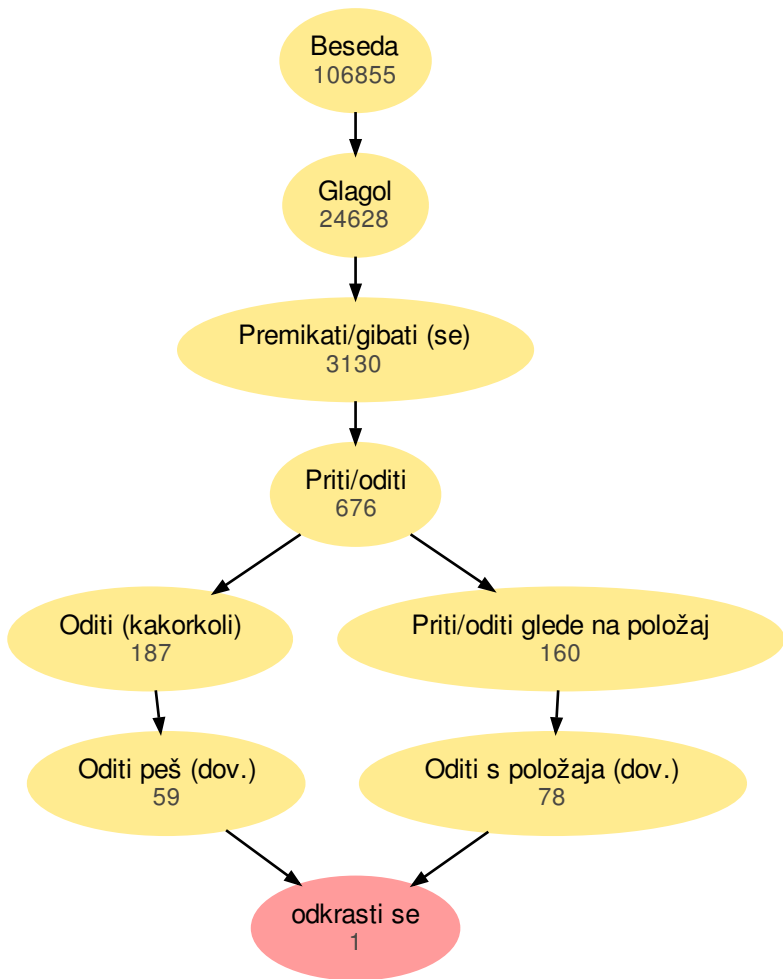 Beseda
106855
Glagol
24628
Premikati/gibati (se)
3130
Priti/oditi
676
Oditi (kakorkoli)
187
Priti/oditi glede na položaj
160
Oditi peš (dov.)
59
Oditi s položaja (dov.)
78
odkrasti se
1